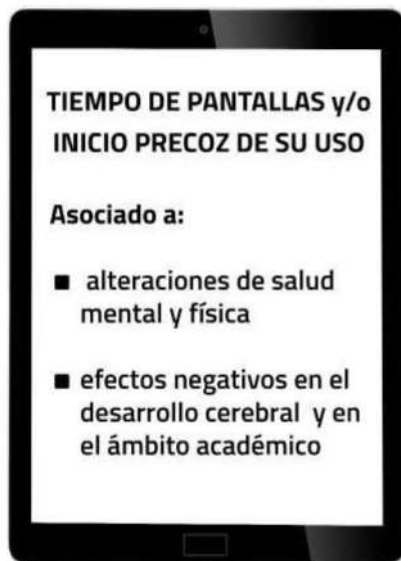 TIEMPO DE PANTALLAS y/o
INICIO PRECOZ DE SU USO
Asociado a:
■ alteraciones de salud
mental y física
■ efectos negativos en el
desarrollo cerebral y en
el ámbito académico